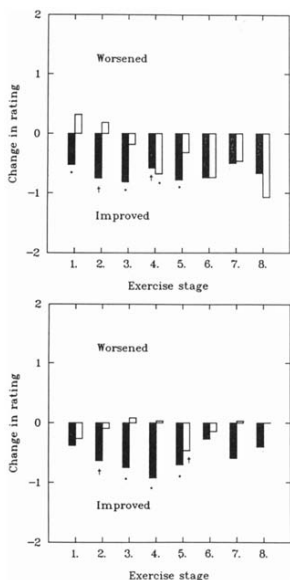 2
Worsened
1
Change in rating
0
* † * † * *
-1
Improved
-2
1. 2. 3. 4. 5. 6. 7. 8.
Exercise stage
2
Worsened
1
Change in rating
0
† * * * †
-1
Improved
-2
1. 2. 3. 4. 5. 6. 7. 8.
Exercise stage